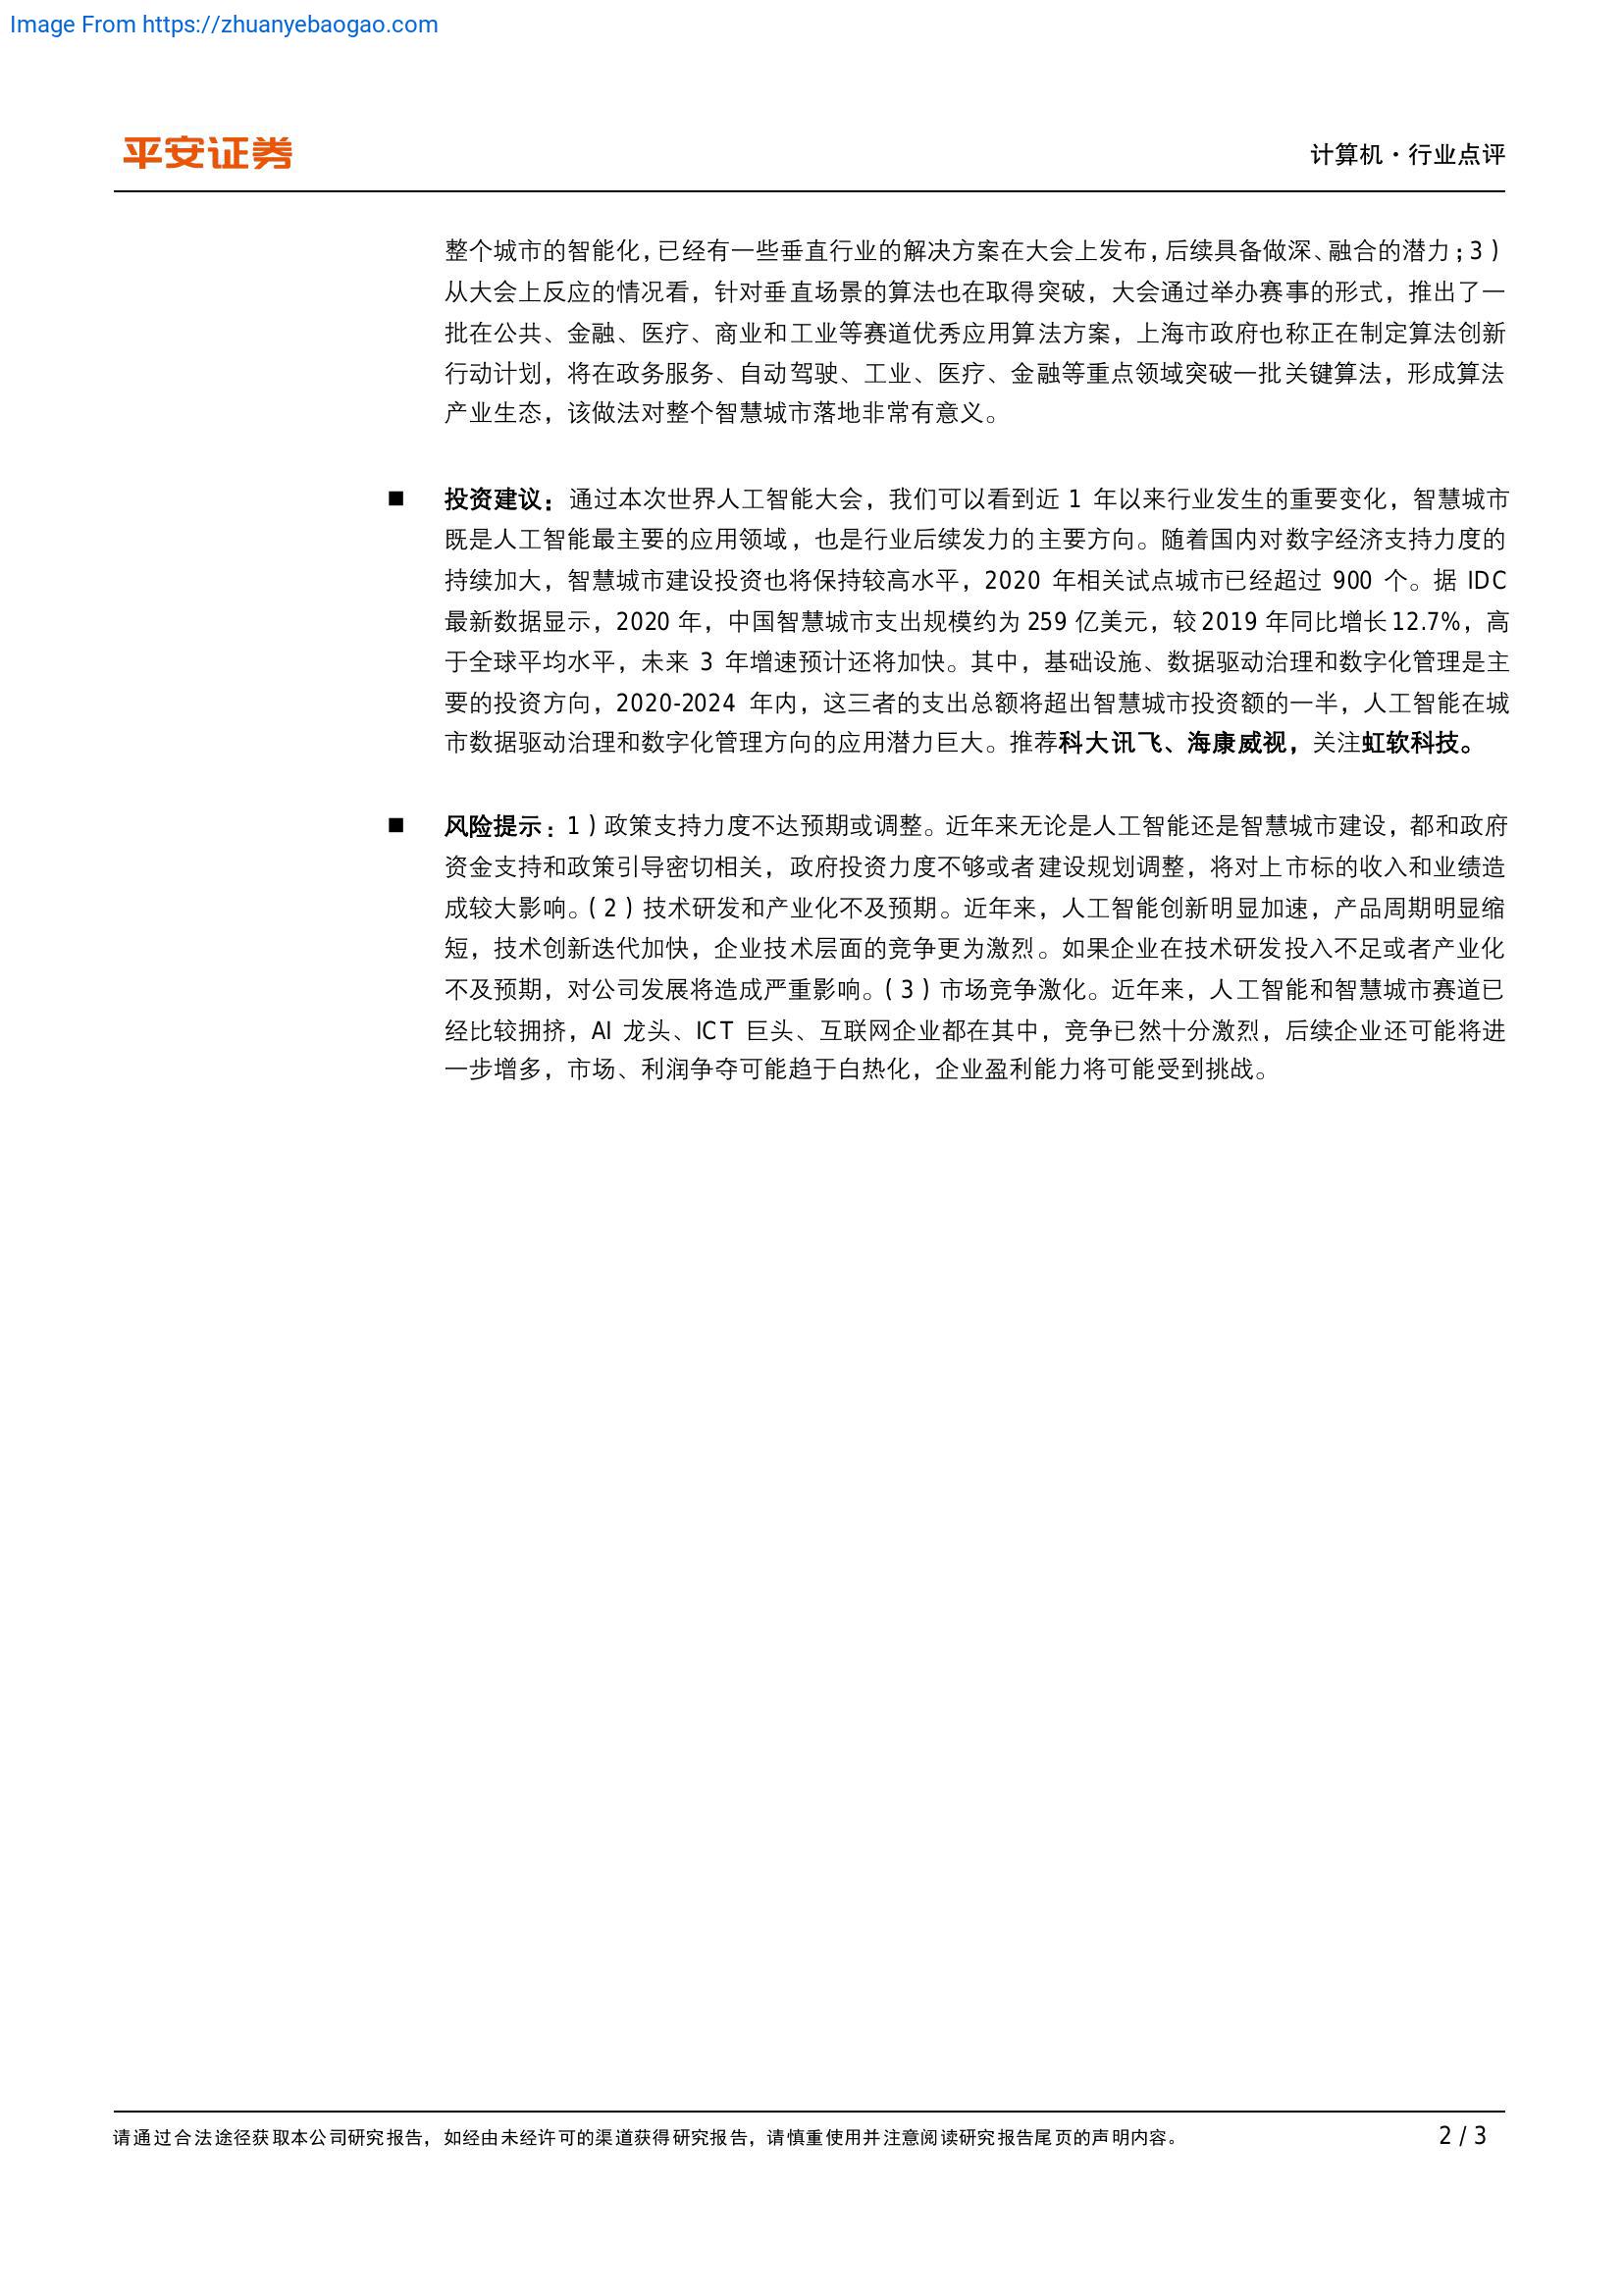 Image From https://zhuanyebaogao.com
平安证券
计算机·行业点评
整个城市的智能化，已经有一些垂直行业的解决方案在大会上发布，后续具备做深、融合的潜力；3）
从大会上反应的情况看，针对垂直场景的算法也在取得突破，大会通过举办赛事的形式，推出了一
批在公共、金融、医疗、商业和工业等赛道优秀应用算法方案，上海市政府也称正在制定算法创新
行动计划，将在政务服务、自动驾驶、工业、医疗、金融等重点领域突破一批关键算法，形成算法
产业生态，该做法对整个智慧城市落地非常有意义。
■ 投资建议：通过本次世界人工智能大会，我们可以看到近 1 年以来行业发生的重要变化，智慧城市
既是人工智能最主要的应用领域，也是行业后续发力的主要方向。随着国内对数字经济支持力度的
持续加大，智慧城市建设投资也将保持较高水平，2020 年相关试点城市已经超过 900 个。据 IDC
最新数据显示，2020 年，中国智慧城市支出规模约为 259 亿美元，较 2019 年同比增长 12.7%，高
于全球平均水平，未来 3 年增速预计还将加快。其中，基础设施、数据驱动治理和数字化管理是主
要的投资方向，2020-2024 年内，这三者的支出总额将超出智慧城市投资额的一半，人工智能在城
市数据驱动治理和数字化管理方向的应用潜力巨大。推荐科大讯飞、海康威视，关注虹软科技。
■ 风险提示：1）政策支持力度不达预期或调整。近年来无论是人工智能还是智慧城市建设，都和政府
资金支持和政策引导密切相关，政府投资力度不够或者建设规划调整，将对上市标的收入和业绩造
成较大影响。（2）技术研发和产业化不及预期。近年来，人工智能创新明显加速，产品周期明显缩
短，技术创新迭代加快，企业技术层面的竞争更为激烈。如果企业在技术研发投入不足或者产业化
不及预期，对公司发展将造成严重影响。（3）市场竞争激化。近年来，人工智能和智慧城市赛道已
经比较拥挤，AI 龙头、ICT 巨头、互联网企业都在其中，竞争已然十分激烈，后续企业还可能将进
一步增多，市场、利润争夺可能趋于白热化，企业盈利能力将可能受到挑战。
请通过合法途径获取本公司研究报告，如经由未经许可的渠道获得研究报告，请慎重使用并注意阅读研究报告尾页的声明内容。
2 / 3